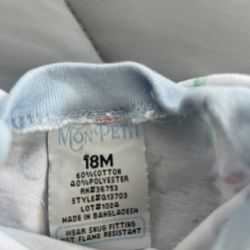 MON PETIT
18M
60%COTTON
40%POLYESTER
RN#36753
STYLE#Q13703
LOT#1024
MADE IN BANGLADESH
WEAR SNUG FITTING
NOT FLAME RESISTANT